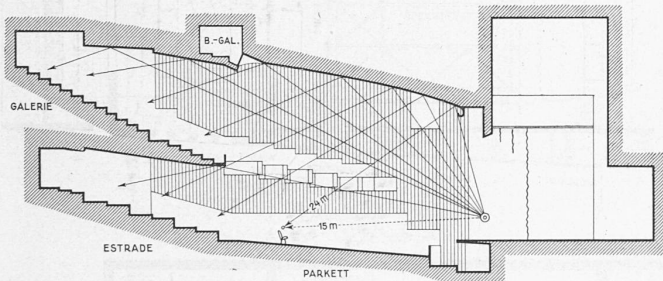 B.-GAL.
GALERIE
24 m
15 m
ESTRADE
PARKETT